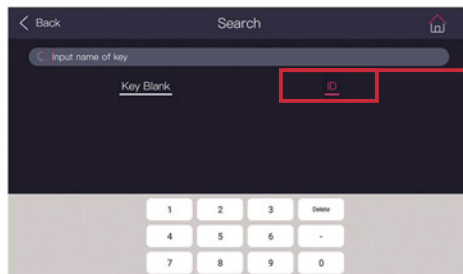 Back Search
Input name of key
Key Blank ID
1 2 3 Delete
4 5 6 -
7 8 9 0